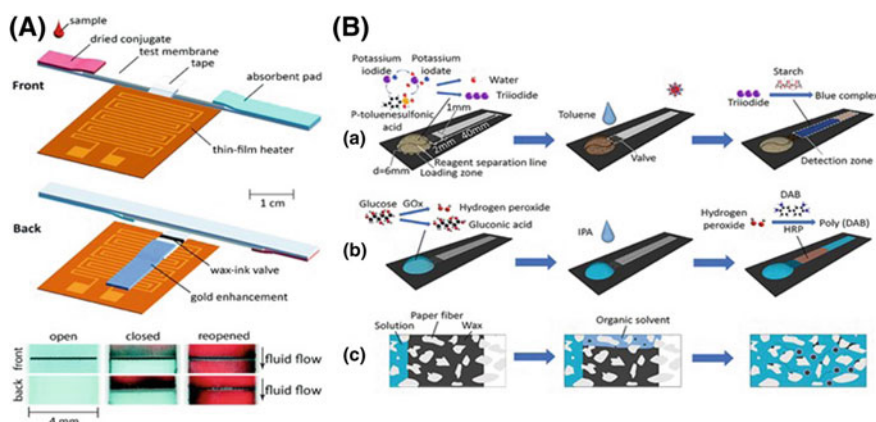 (A)
sample
dried conjugate
test membrane
tape
absorbent pad
Front
thin-film heater
1 cm
Back
wax-ink valve
gold enhancement
open closed reopened
front
fluid flow
back
fluid flow
4 mm
(B)
Potassium iodide
Potassium iodate
Water
Triiodide
P-toluenesulfonic acid
1mm
2mm 40mm
d=6mm
Reagent separation line
Loading zone
(a)
Toluene
Valve
Starch
Triiodide
Blue complex
Detection zone
Glucose GOx
Hydrogen peroxide
Gluconic acid
(b)
IPA
DAB
Hydrogen peroxide
HRP
Poly (DAB)
Paper fiber
Solution
Wax
(c)
Organic solvent